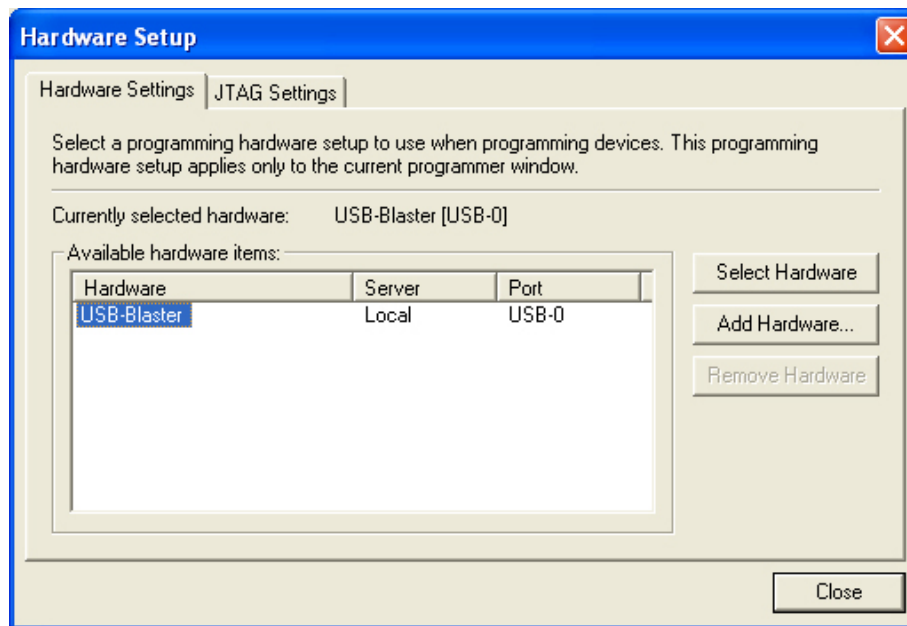 Hardware Setup
Hardware Settings JTAG Settings
Select a programming hardware setup to use when programming devices. This programming
hardware setup applies only to the current programmer window.
Currently selected hardware: USB-Blaster [USB-0]
Available hardware items:
Hardware Server Port
USB-Blaster Local USB-0
Select Hardware
Add Hardware...
Remove Hardware
Close